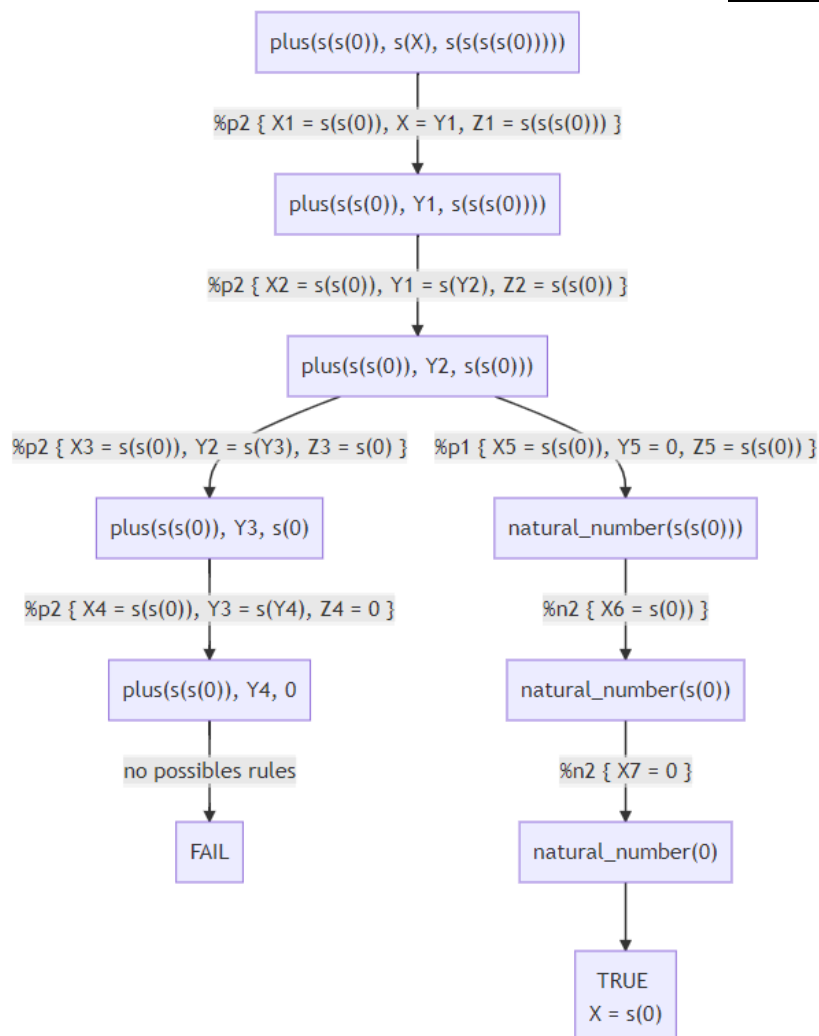 plus(s(s(0)), s(X), s(s(s(s(0)))))
%p2 { X1 = s(s(0)), X = Y1, Z1 = s(s(s(0))) }
plus(s(s(0)), Y1, s(s(s(0))))
%p2 { X2 = s(s(0)), Y1 = s(Y2), Z2 = s(s(0)) }
plus(s(s(0)), Y2, s(s(0)))
%p2 { X3 = s(s(0)), Y2 = s(Y3), Z3 = s(0) }
%p1 { X5 = s(s(0)), Y5 = 0, Z5 = s(s(0)) }
plus(s(s(0)), Y3, s(0)
natural_number(s(s(0)))
%p2 { X4 = s(s(0)), Y3 = s(Y4), Z4 = 0 }
%n2 { X6 = s(0)) }
plus(s(s(0)), Y4, 0
natural_number(s(0))
no possibles rules
%n2 { X7 = 0 }
FAIL
natural_number(0)
TRUE
X = s(0)